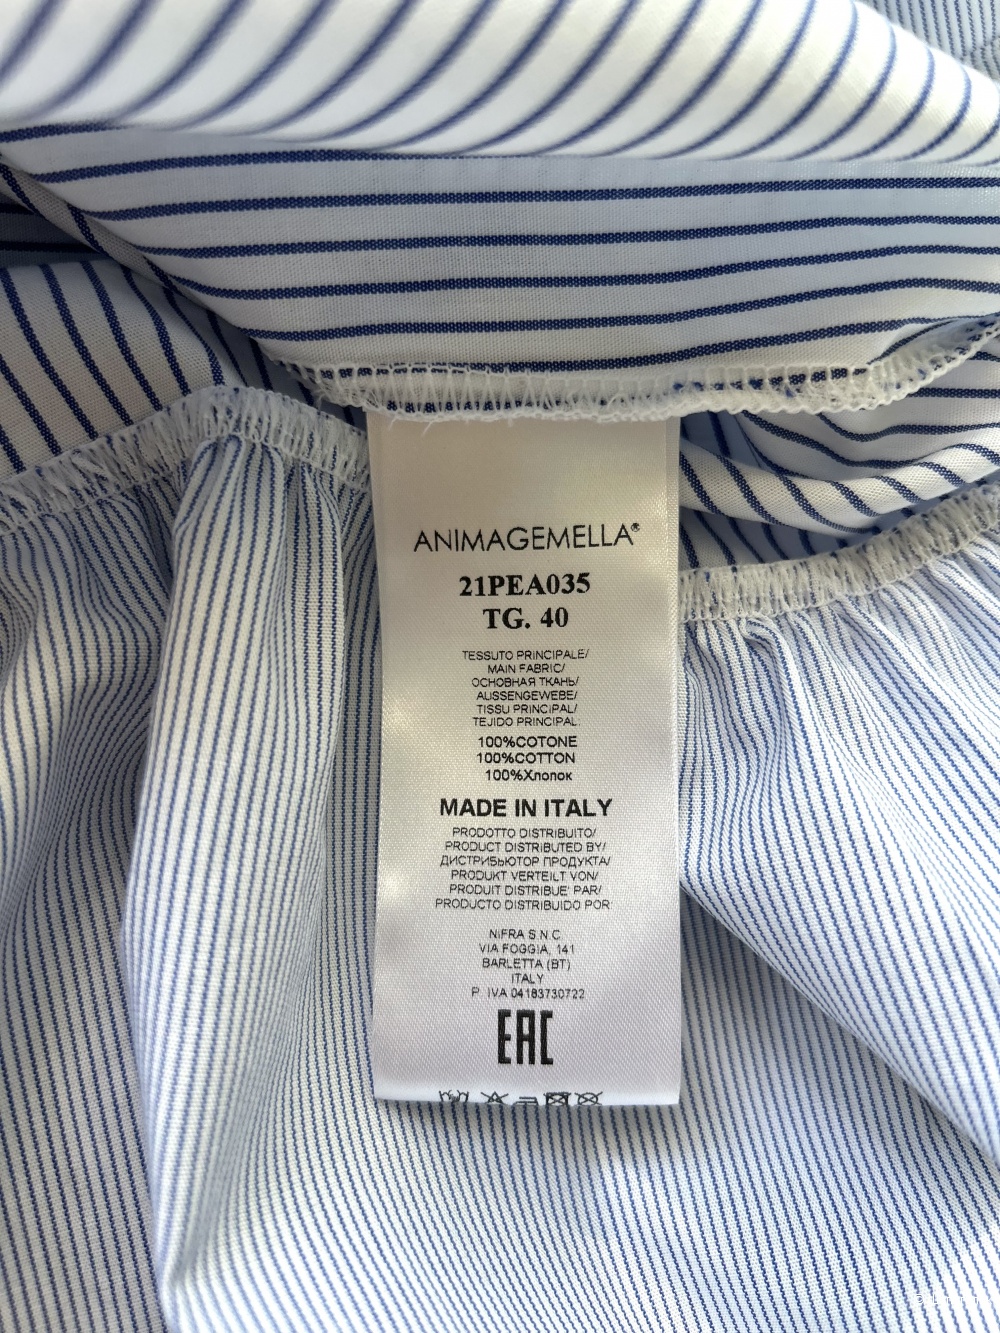 ANIMAGEMELLA®
21PEA035
TG. 40
TESSUTO PRINCIPALE/
MAIN FABRIC/
ОСНОВНАЯ ТКАНЬ/
AUSSENGEWEBE/
TISSU PRINCIPAL/
TEJIDO PRINCIPAL:
100%COTONE
100%COTTON
100%Хлопок
MADE IN ITALY
PRODOTTO DISTRIBUITO/
PRODUCT DISTRIBUTED BY/
ДИСТРИБЬЮТОР ПРОДУКТА/
PRODUKT VERTEILT VON/
PRODUIT DISTRIBUE' PAR/
PRODUCTO DISTRIBUIDO POR
NIFRA S.N.C.
VIA FOGGIA, 141
BARLETTA (BT)
ITALY
P. IVA 04183730722
EAC